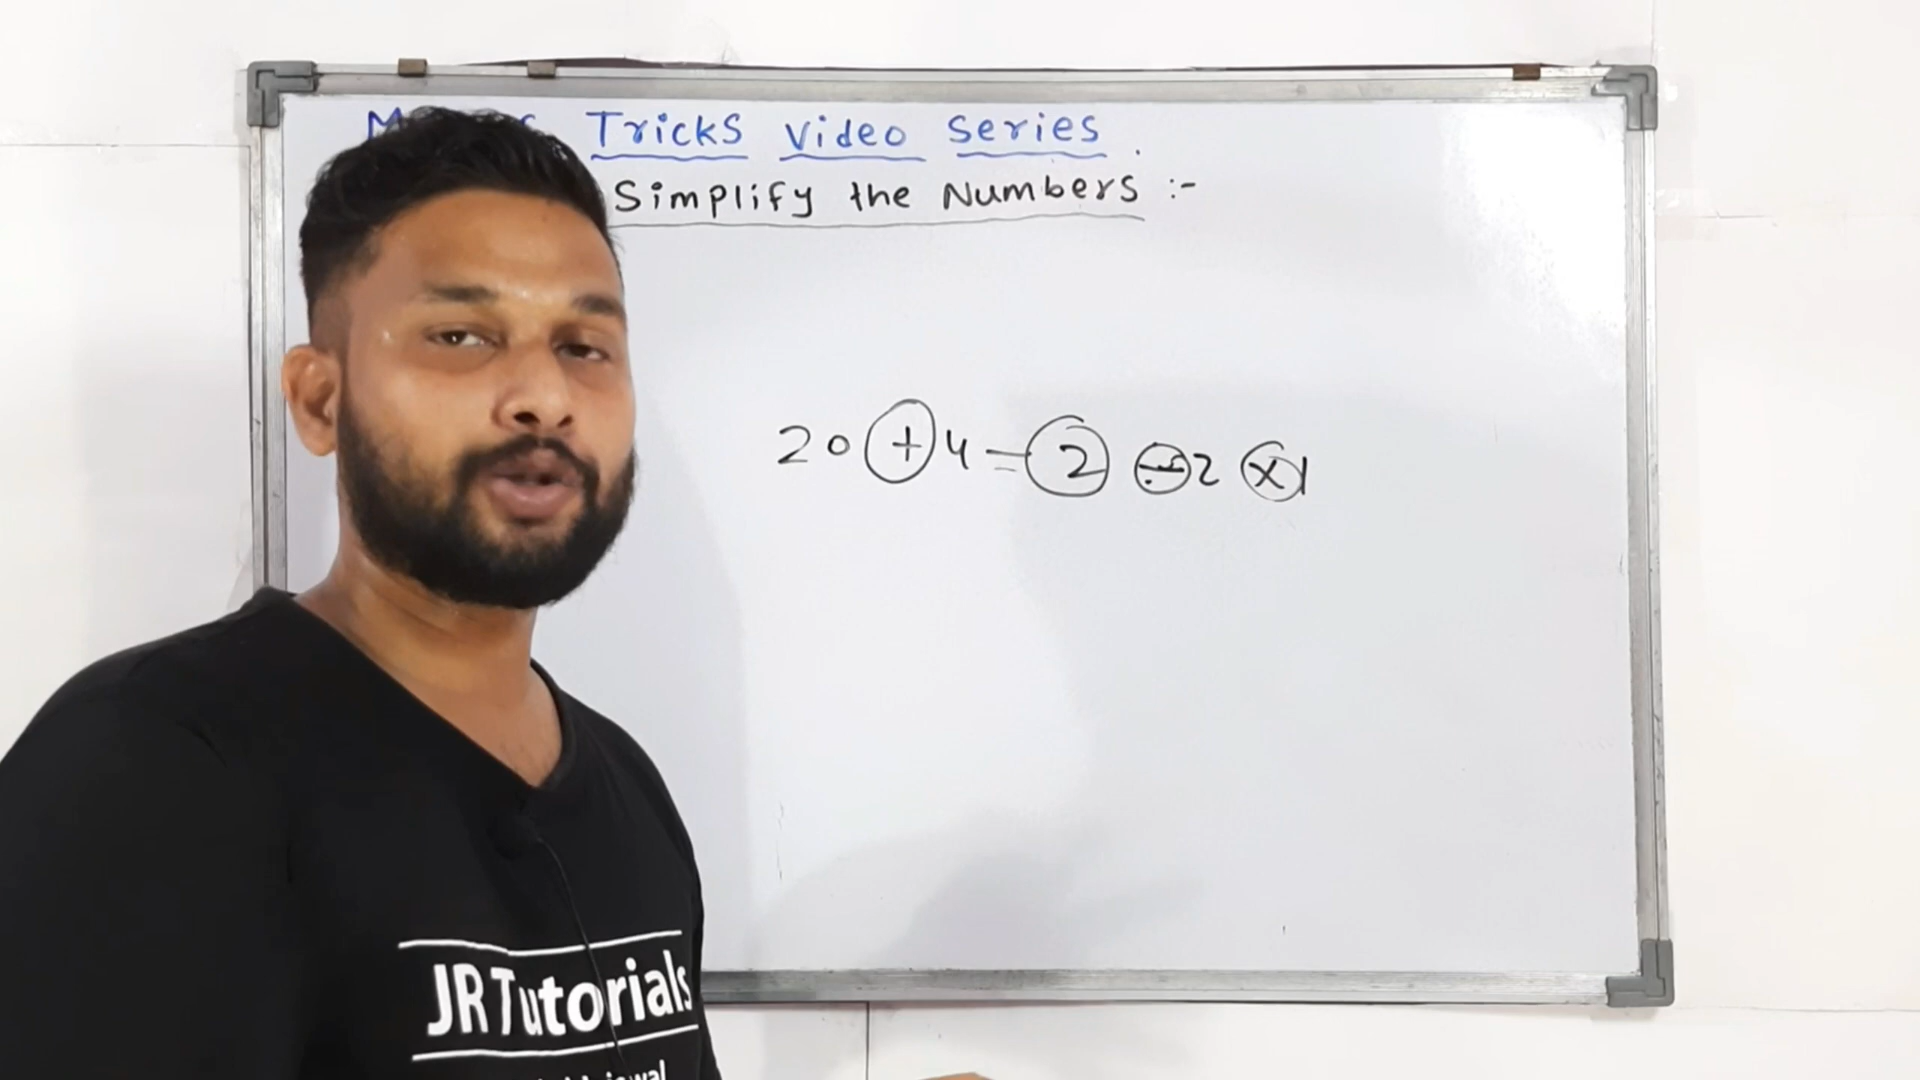 Tricks Video Series .
Simplify the Numbers :-
20 + 4 - 2 ÷ 2 × 1
JRTutorials